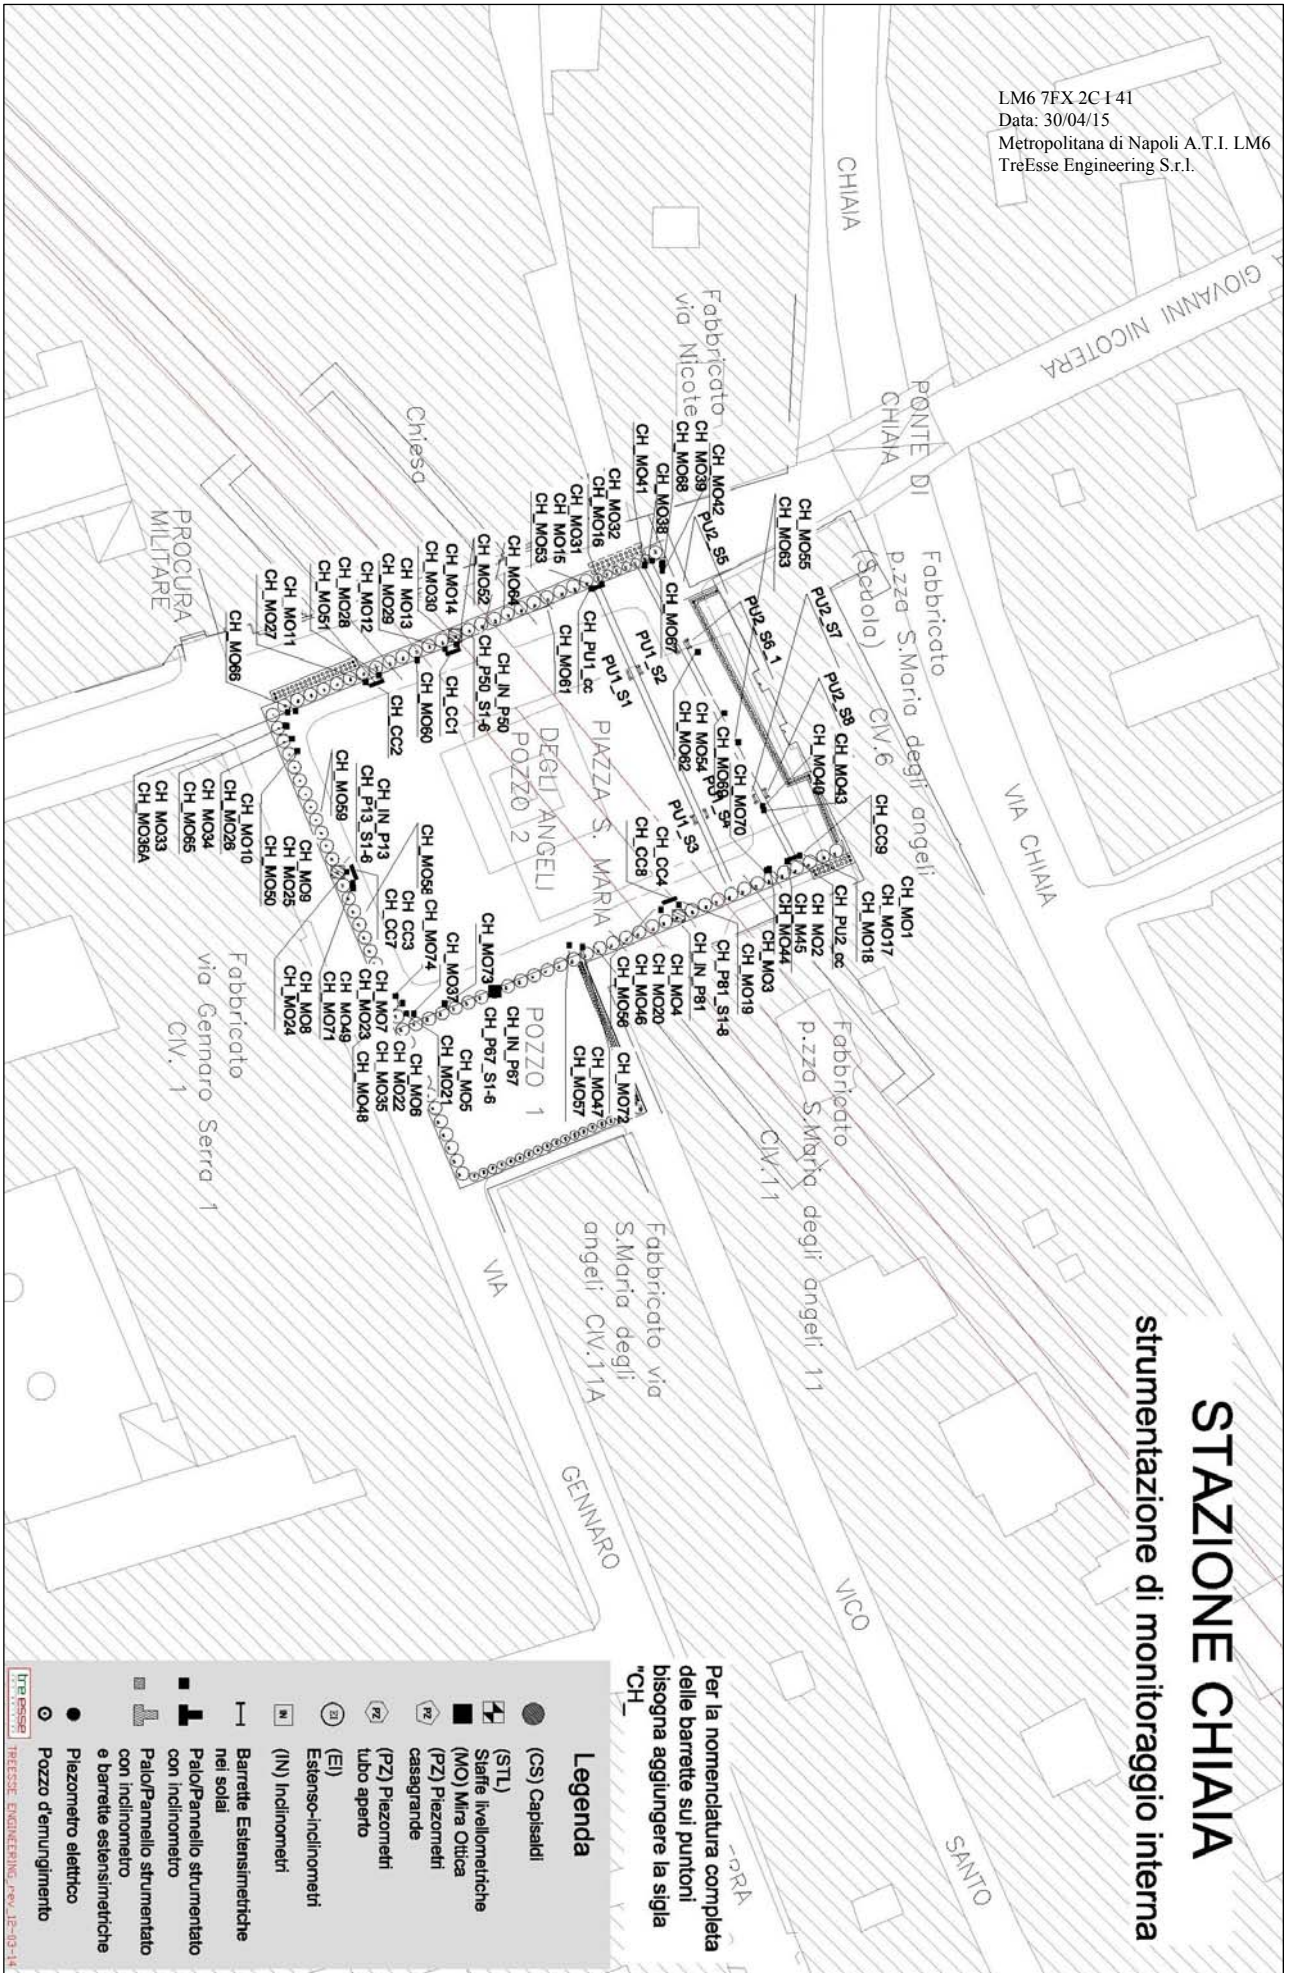 LM6 7FX 2C I 41
Data: 30/04/15
Metropolitana di Napoli A.T.I. LM6
TreEsse Engineering S.r.l.
STAZIONE CHIAIA
strumentazione di monitoraggio interna
GIOVANNI NICOTERA
CHIAIA
PONTE DI
CHIAIA
VIA CHIAIA
Fabbricato
p.zza S.Maria degli angeli
(Scuola) CIV.6
Fabbricato
via Nicote
Chiesa
PROCURA
MILITARE
PIAZZA S. MARIA
DEGLI ANGELI
POZZO 2
POZZO 1
Fabbricato
p.zza S.Maria degli angeli 11
CIV.11
Fabbricato via
S.Maria degli
angeli CIV.11A
Fabbricato
via Gennaro Serra 1
CIV. 1
VIA
GENNARO
VICO
SANTO
CH_MO42
CH_MO39
CH_MO68
CH_MO38
CH_MO41
CH_MO32
CH_MO16
CH_MO31
CH_MO15
CH_MO53
CH_MO64
CH_MO52
CH_MO14
CH_MO30
CH_MO13
CH_MO29
CH_MO12
CH_MO28
CH_MO51
CH_MO11
CH_MO27
CH_MO66
CH_MO55
CH_MO63
PU2_S5
PU2_S6_1
PU2_S7
PU2_S8
CH_MO67
PU1_S2
PU1_S1
CH_PU1_cc
CH_MO61
CH_IN_P50
CH_P50_S1-6
CH_CC1
CH_MO60
CH_CC2
CH_MO54
CH_MO62
CH_MO69
CH_MO70
PU1_S4
PU1_S3
CH_MO43
CH_MO40
CH_CC9
CH_CC4
CH_CC8
CH_MO1
CH_MO17
CH_MO18
CH_PU2_cc
CH_MO2
CH_M45
CH_MO44
CH_MO3
CH_MO19
CH_P81_S1-8
CH_IN_P81
CH_MO4
CH_MO20
CH_MO46
CH_MO56
CH_MO72
CH_MO47
CH_MO57
CH_IN_P67
CH_P67_S1-6
CH_MO73
CH_MO37
CH_MO74
CH_MO5
CH_MO21
CH_MO6
CH_MO22
CH_MO35
CH_MO48
CH_MO7
CH_MO23
CH_MO49
CH_MO71
CH_MO8
CH_MO24
CH_MO58
CH_CC3
CH_CC7
CH_IN_P13
CH_P13_S1-6
CH_MO59
CH_MO9
CH_MO25
CH_MO50
CH_MO10
CH_MO26
CH_MO34
CH_MO65
CH_MO33
CH_MO36A
Per la nomenclatura completa
delle barrette sui puntoni
bisogna aggiungere la sigla
"CH_
Legenda
(CS) Capisaldi
(STL)
Staffe livellometriche
(MO) Mira Ottica
PZ (PZ) Piezometri
casagrande
PZ (PZ) Piezometri
tubo aperto
EI (EI)
Estenso-inclinometri
IN (IN) Inclinometri
Barrette Estensimetriche
nei solai
Palo/Pannello strumentato
con inclinometro
Palo/Pannello strumentato
con inclinometro
e barrette estensimetriche
Piezometro elettrico
Pozzo d'emungimento
tre esse
TREESSE ENGINEERING_rev_12-03-14